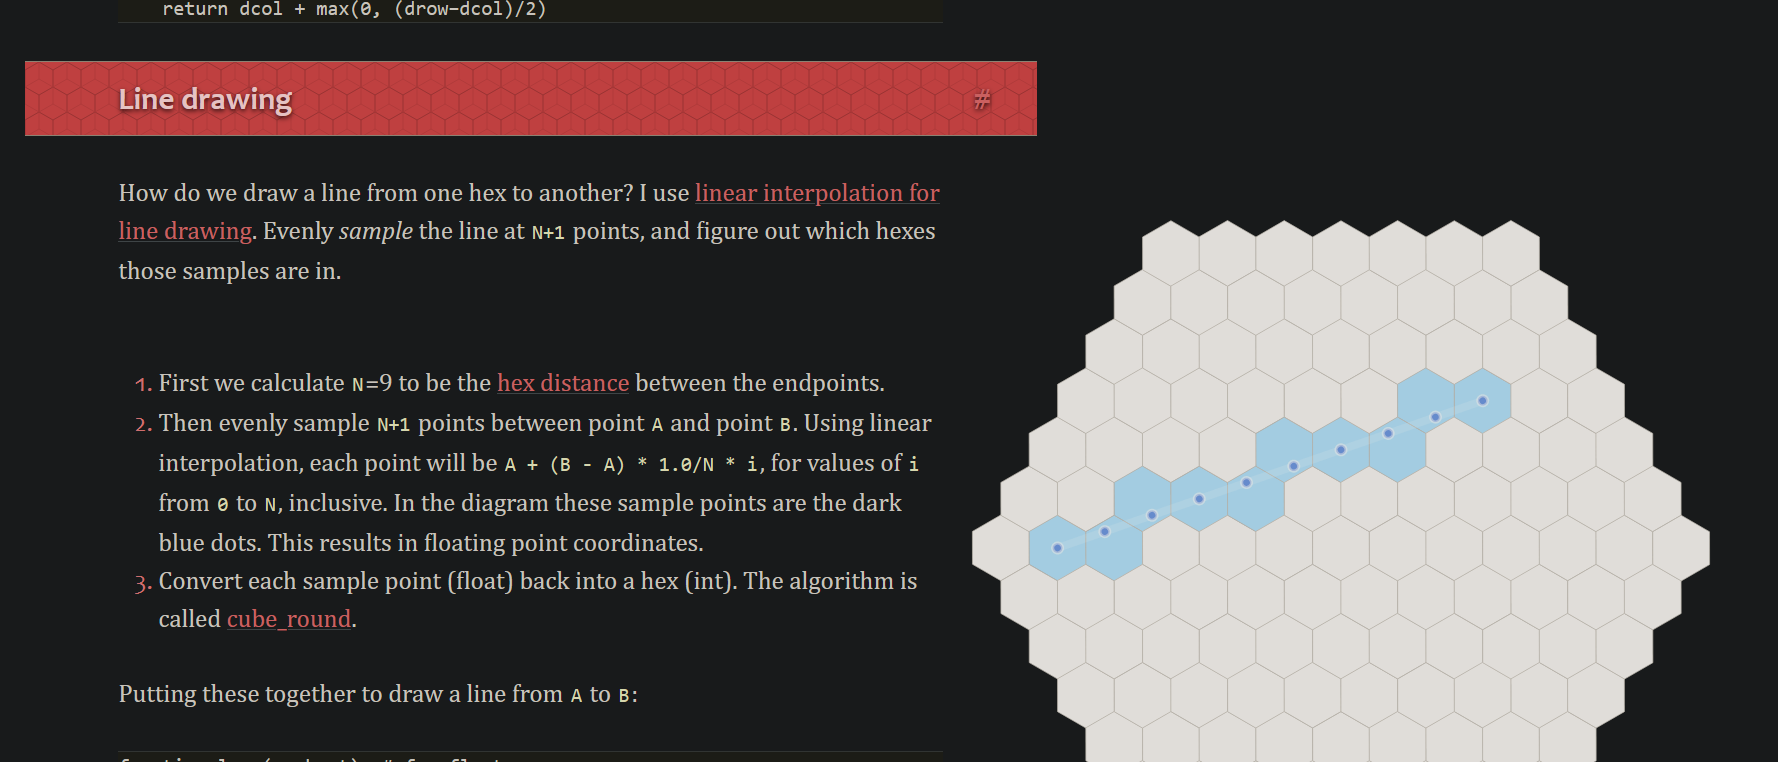 return dcol + max(0, (drow-dcol)/2)
Line drawing #
How do we draw a line from one hex to another? I use linear interpolation for
line drawing. Evenly sample the line at N+1 points, and figure out which hexes
those samples are in.
1. First we calculate N=9 to be the hex distance between the endpoints.
2. Then evenly sample N+1 points between point A and point B. Using linear
interpolation, each point will be A + (B - A) * 1.0/N * i, for values of i
from 0 to N, inclusive. In the diagram these sample points are the dark
blue dots. This results in floating point coordinates.
3. Convert each sample point (float) back into a hex (int). The algorithm is
called cube_round.
Putting these together to draw a line from A to B: